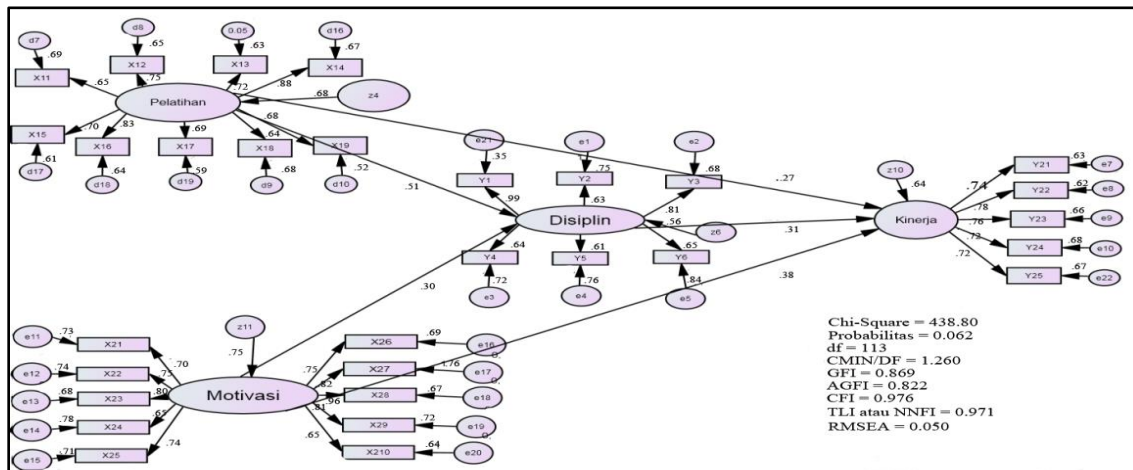 d7
d8
0.05
d16
.69
.65
.63
.67
X11
X12
X13
X14
.65
.75
.72
.88
Pelatihan
.68
z4
X15
.70
.83
.69
.64
.68
X16
X17
X18
X19
.61
.64
.59
.68
.52
d17
d18
d19
d9
d10
.51
.27
e21
e1
e2
.35
.75
.68
Y1
Y2
Y3
.99
.63
.81
Disiplin
.56
z6
.31
.64
.61
.65
Y4
Y5
Y6
.72
.76
.84
e3
e4
e5
z10
.64
Kinerja
.74
Y21
.63
e7
.78
Y22
.62
e8
.76
Y23
.66
e9
.72
Y24
.68
e10
.72
Y25
.67
e22
.30
.38
z11
.75
Motivasi
e11
.73
X21
.70
e12
.74
X22
.75
e13
.68
X23
.80
e14
.78
X24
.65
e15
.71
X25
.74
.75
X26
.69
e16
.82
X27
e17
.96
X28
.67
e18
.81
X29
.72
e19
.65
X210
.64
e20
Chi-Square = 438.80
Probabilitas = 0.062
df = 113
CMIN/DF = 1.260
GFI = 0.869
AGFI = 0.822
CFI = 0.976
TLI atau NNFI = 0.971
RMSEA = 0.050